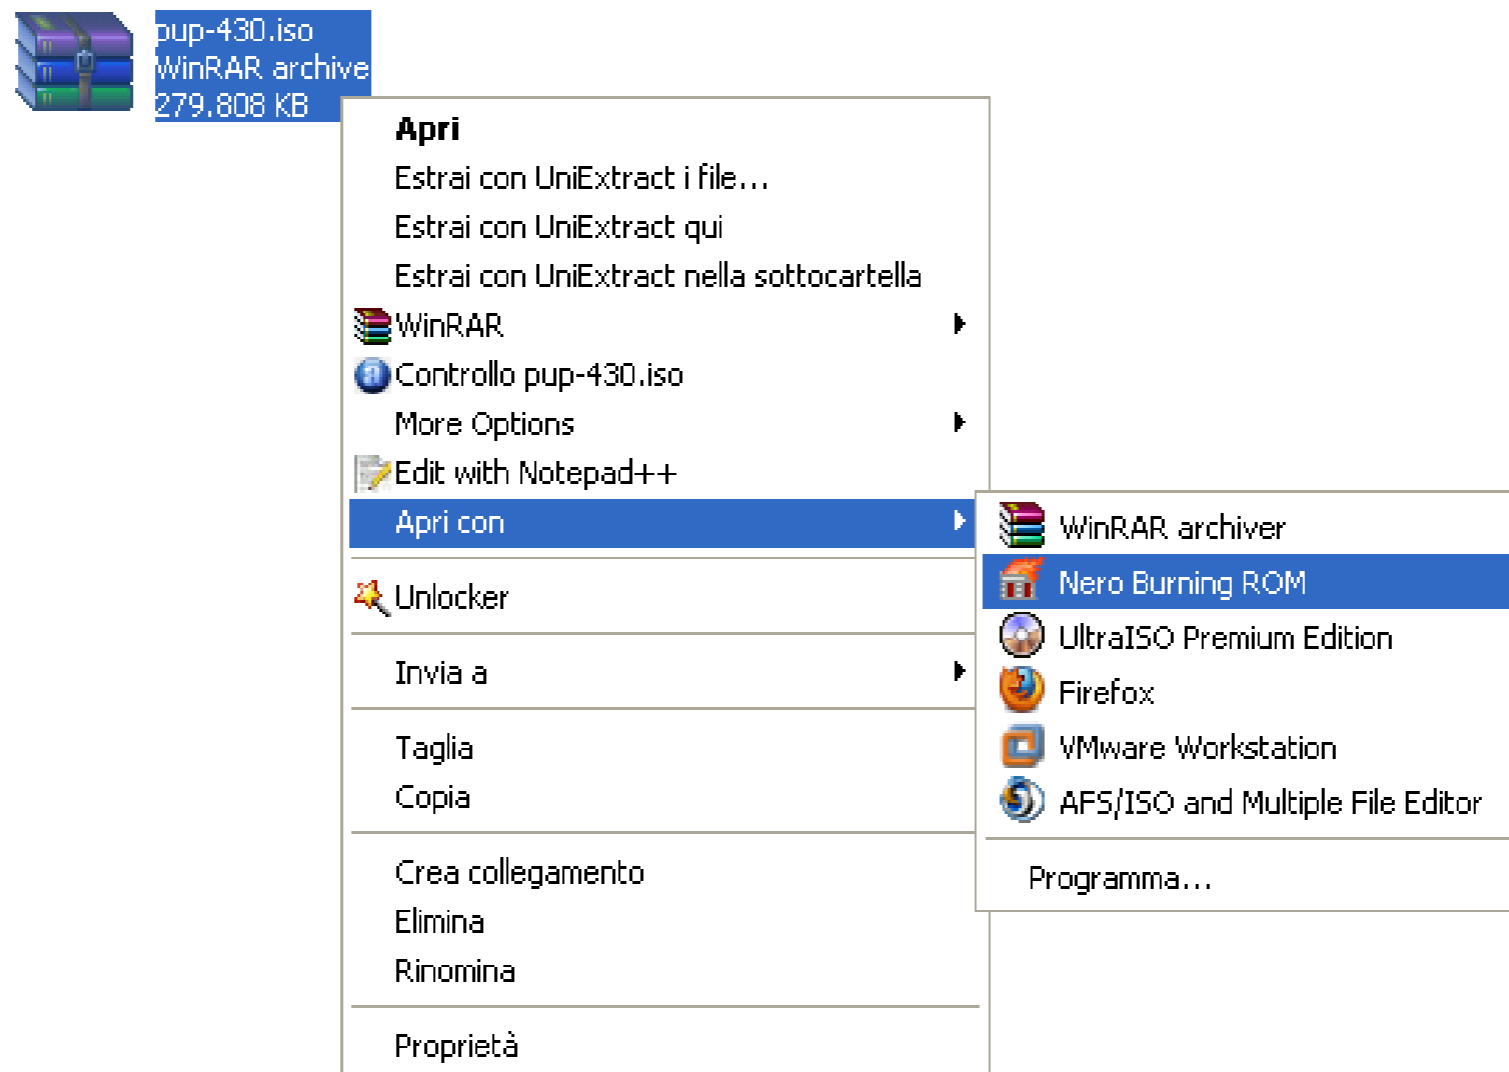 pup-430.iso
WinRAR archive
279.808 KB
Apri
Estrai con UniExtract i file...
Estrai con UniExtract qui
Estrai con UniExtract nella sottocartella
WinRAR
Controllo pup-430.iso
More Options
Edit with Notepad++
Apri con
Unlocker
Invia a
Taglia
Copia
Crea collegamento
Elimina
Rinomina
Proprietà
WinRAR archiver
Nero Burning ROM
UltraISO Premium Edition
Firefox
VMware Workstation
AFS/ISO and Multiple File Editor
Programma...